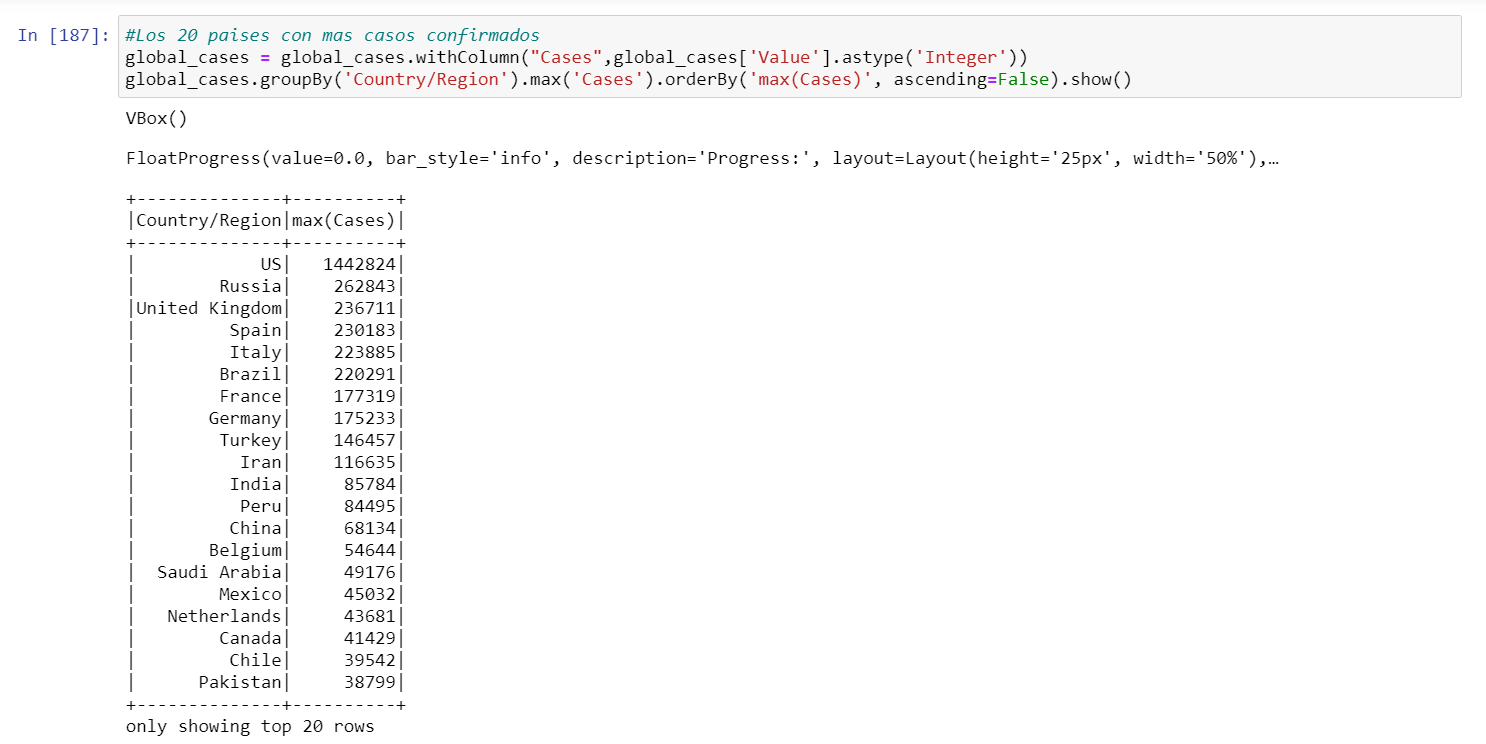 In [187]: #Los 20 paises con mas casos confirmados
global_cases = global_cases.withColumn("Cases",global_cases['Value'].astype('Integer'))
global_cases.groupBy('Country/Region').max('Cases').orderBy('max(Cases)', ascending=False).show()
VBox()
FloatProgress(value=0.0, bar_style='info', description='Progress:', layout=Layout(height='25px', width='50%'),…
+--------------+----------+
|Country/Region|max(Cases)|
+--------------+----------+
|            US|   1442824|
|        Russia|    262843|
|United Kingdom|    236711|
|         Spain|    230183|
|         Italy|    223885|
|        Brazil|    220291|
|        France|    177319|
|       Germany|    175233|
|        Turkey|    146457|
|          Iran|    116635|
|         India|     85784|
|          Peru|     84495|
|         China|     68134|
|       Belgium|     54644|
|  Saudi Arabia|     49176|
|        Mexico|     45032|
|   Netherlands|     43681|
|        Canada|     41429|
|         Chile|     39542|
|      Pakistan|     38799|
+--------------+----------+
only showing top 20 rows